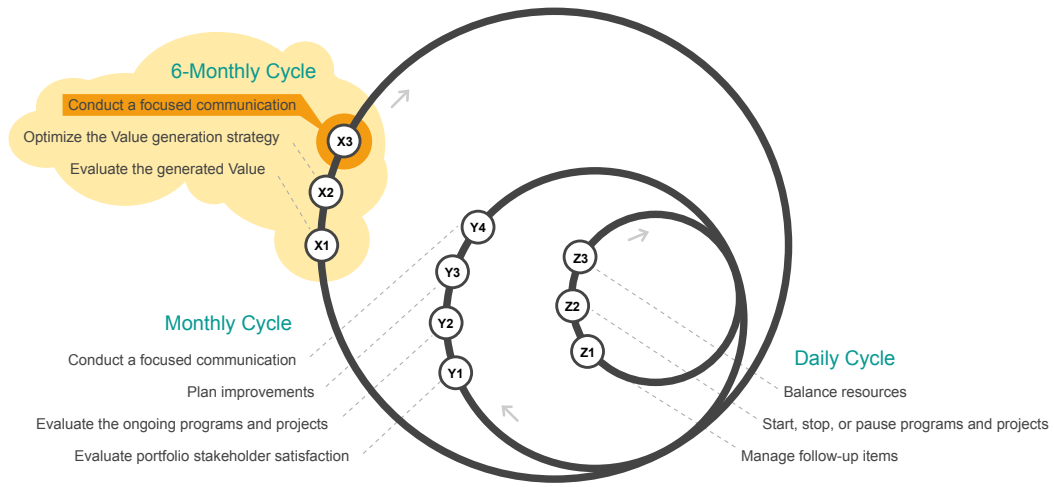 6-Monthly Cycle
Conduct a focused communication
Optimize the Value generation strategy
Evaluate the generated Value
X3
X2
X1
Y4
Y3
Y2
Y1
Z3
Z2
Z1
Monthly Cycle
Conduct a focused communication
Plan improvements
Evaluate the ongoing programs and projects
Evaluate portfolio stakeholder satisfaction
Daily Cycle
Balance resources
Start, stop, or pause programs and projects
Manage follow-up items